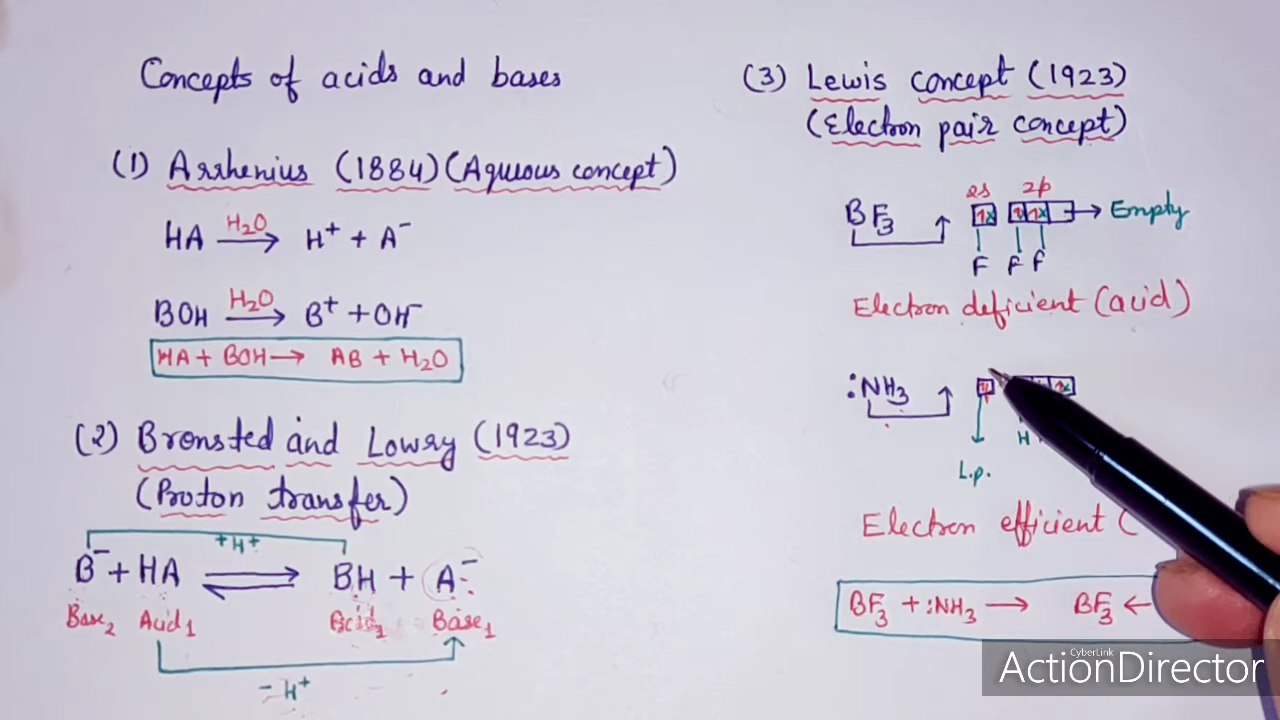 Concepts of acids and bases
(1) Arrhenius (1884) (Aqueous concept)
HA H₂O→ H⁺ + A⁻
BOH H₂O→ B⁺ + OH⁻
HA + BOH → AB + H₂O
(2) Bronsted and Lowry (1923)
(Proton transfer)
+H⁺
B⁻ + HA ⇌ BH + A:⁻
Base₂ Acid₁ Acid₂ Base₁
- H⁺
(3) Lewis concept (1923)
(Electron pair concept)
2s 2p
BF₃ → Empty
F F F
Electron deficient (acid)
:NH₃
H
L.p.
Electron efficient (
BF₃ + :NH₃ → BF₃ ←
CyberLink
ActionDirector